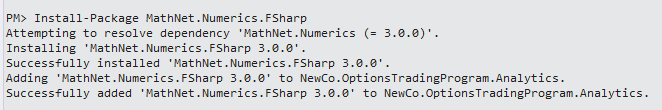 PM> Install-Package MathNet.Numerics.FSharp
Attempting to resolve dependency 'MathNet.Numerics (= 3.0.0)'.
Installing 'MathNet.Numerics.FSharp 3.0.0'.
Successfully installed 'MathNet.Numerics.FSharp 3.0.0'.
Adding 'MathNet.Numerics.FSharp 3.0.0' to NewCo.OptionsTradingProgram.Analytics.
Successfully added 'MathNet.Numerics.FSharp 3.0.0' to NewCo.OptionsTradingProgram.Analytics.